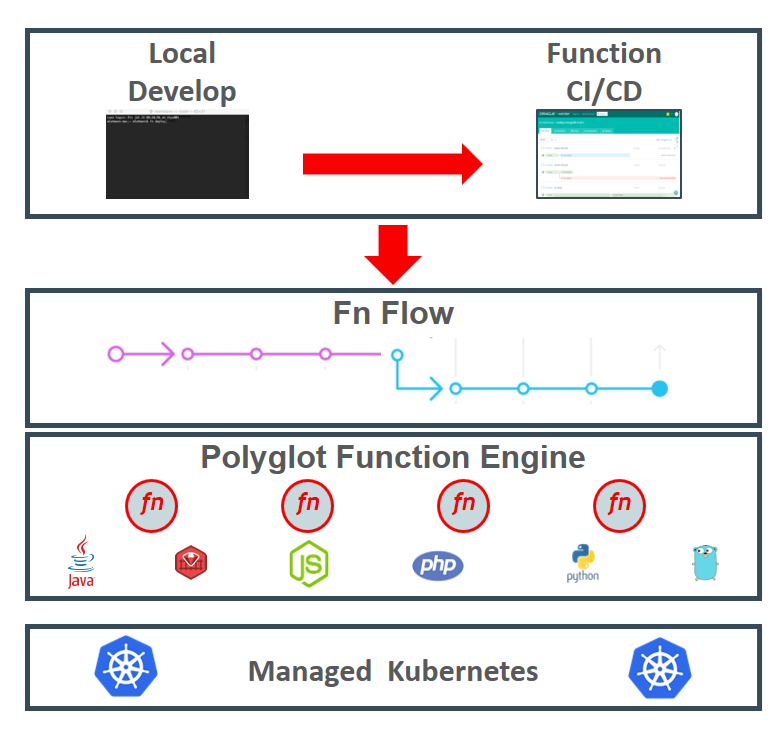 Local
Develop
Function
CI/CD
ORACLE
Fn Flow
Polyglot Function Engine
fn
fn
fn
fn
Java
JS
php
python
Managed Kubernetes